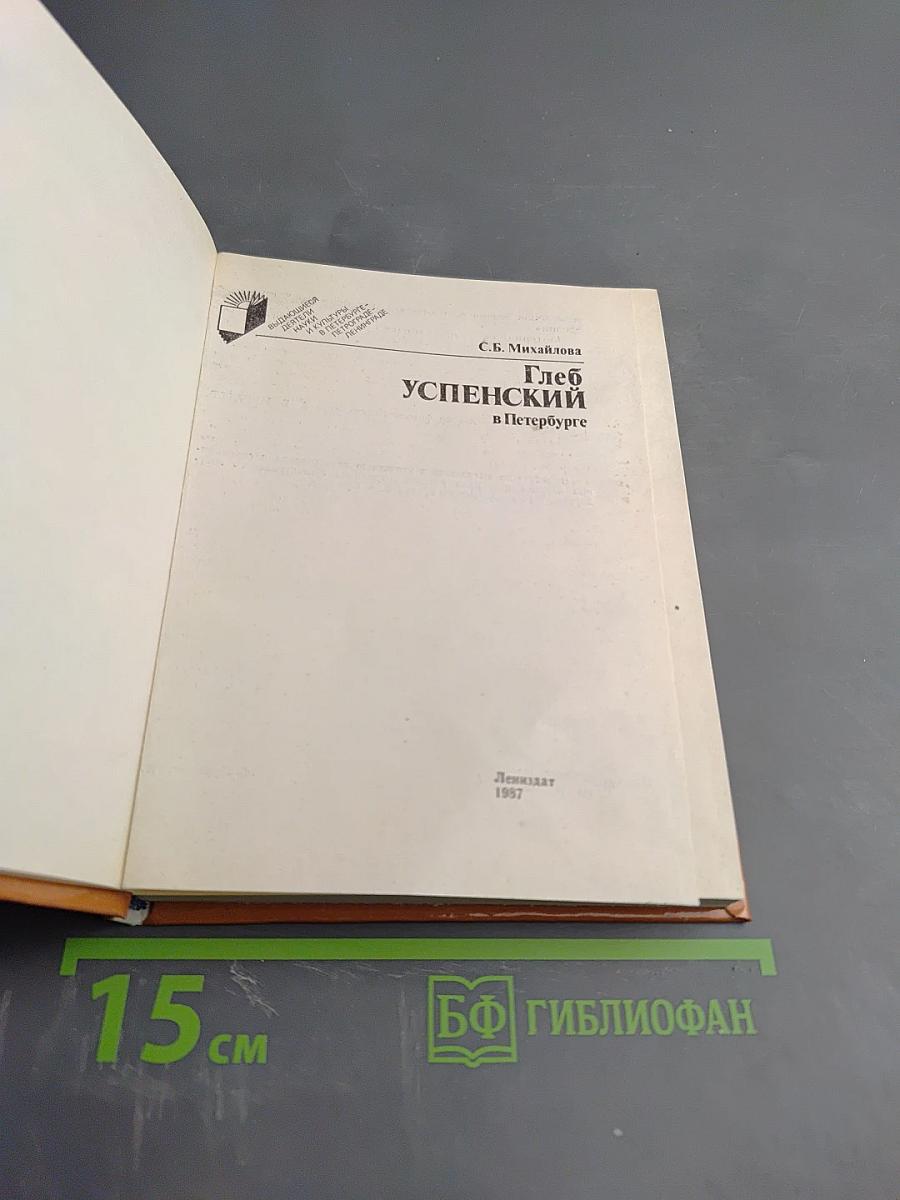 ВЫДАЮЩИЕСЯ
ДЕЯТЕЛИ
НАУКИ
И КУЛЬТУРЫ
В ПЕТЕРБУРГЕ–
ПЕТРОГРАДЕ–
ЛЕНИНГРАДЕ
С.Б. Михайлова
Глеб
УСПЕНСКИЙ
в Петербурге
Лениздат
1987
15 см
БФ ГИБЛИОФАН